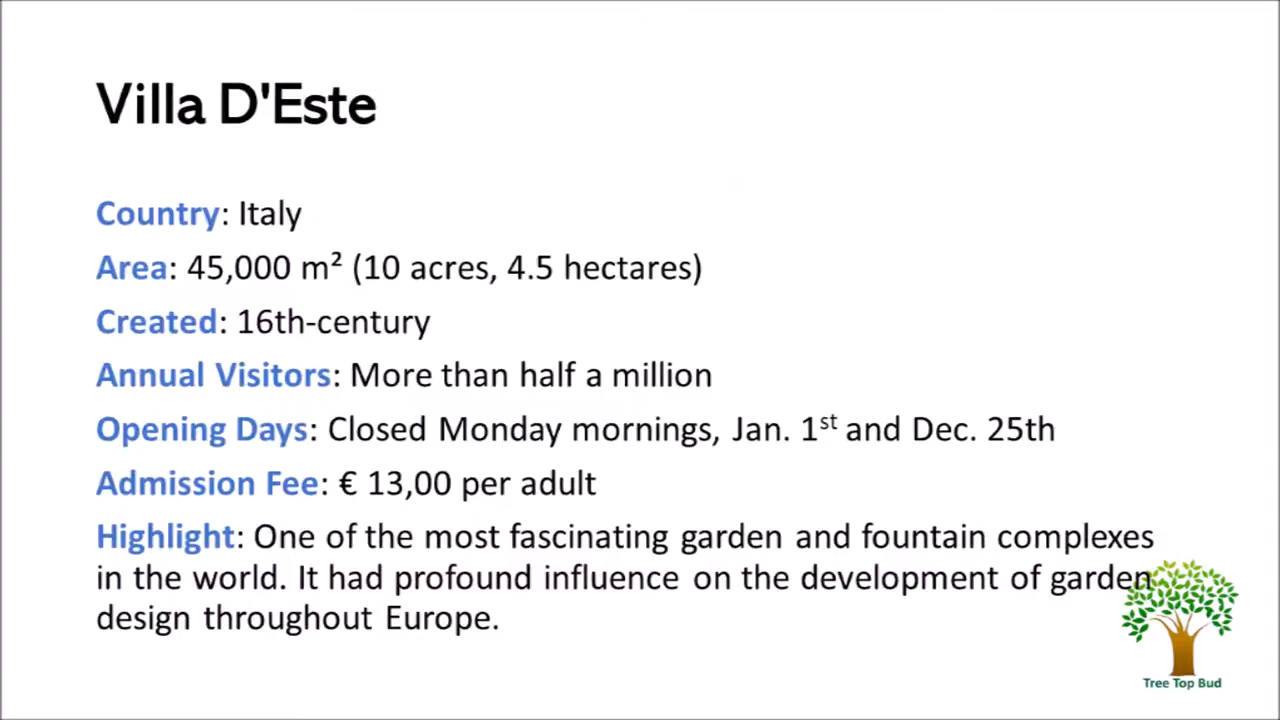 Villa D'Este
Country: Italy
Area: 45,000 m² (10 acres, 4.5 hectares)
Created: 16th-century
Annual Visitors: More than half a million
Opening Days: Closed Monday mornings, Jan. 1st and Dec. 25th
Admission Fee: € 13,00 per adult
Highlight: One of the most fascinating garden and fountain complexes
in the world. It had profound influence on the development of garden
design throughout Europe.
Tree Top Bud